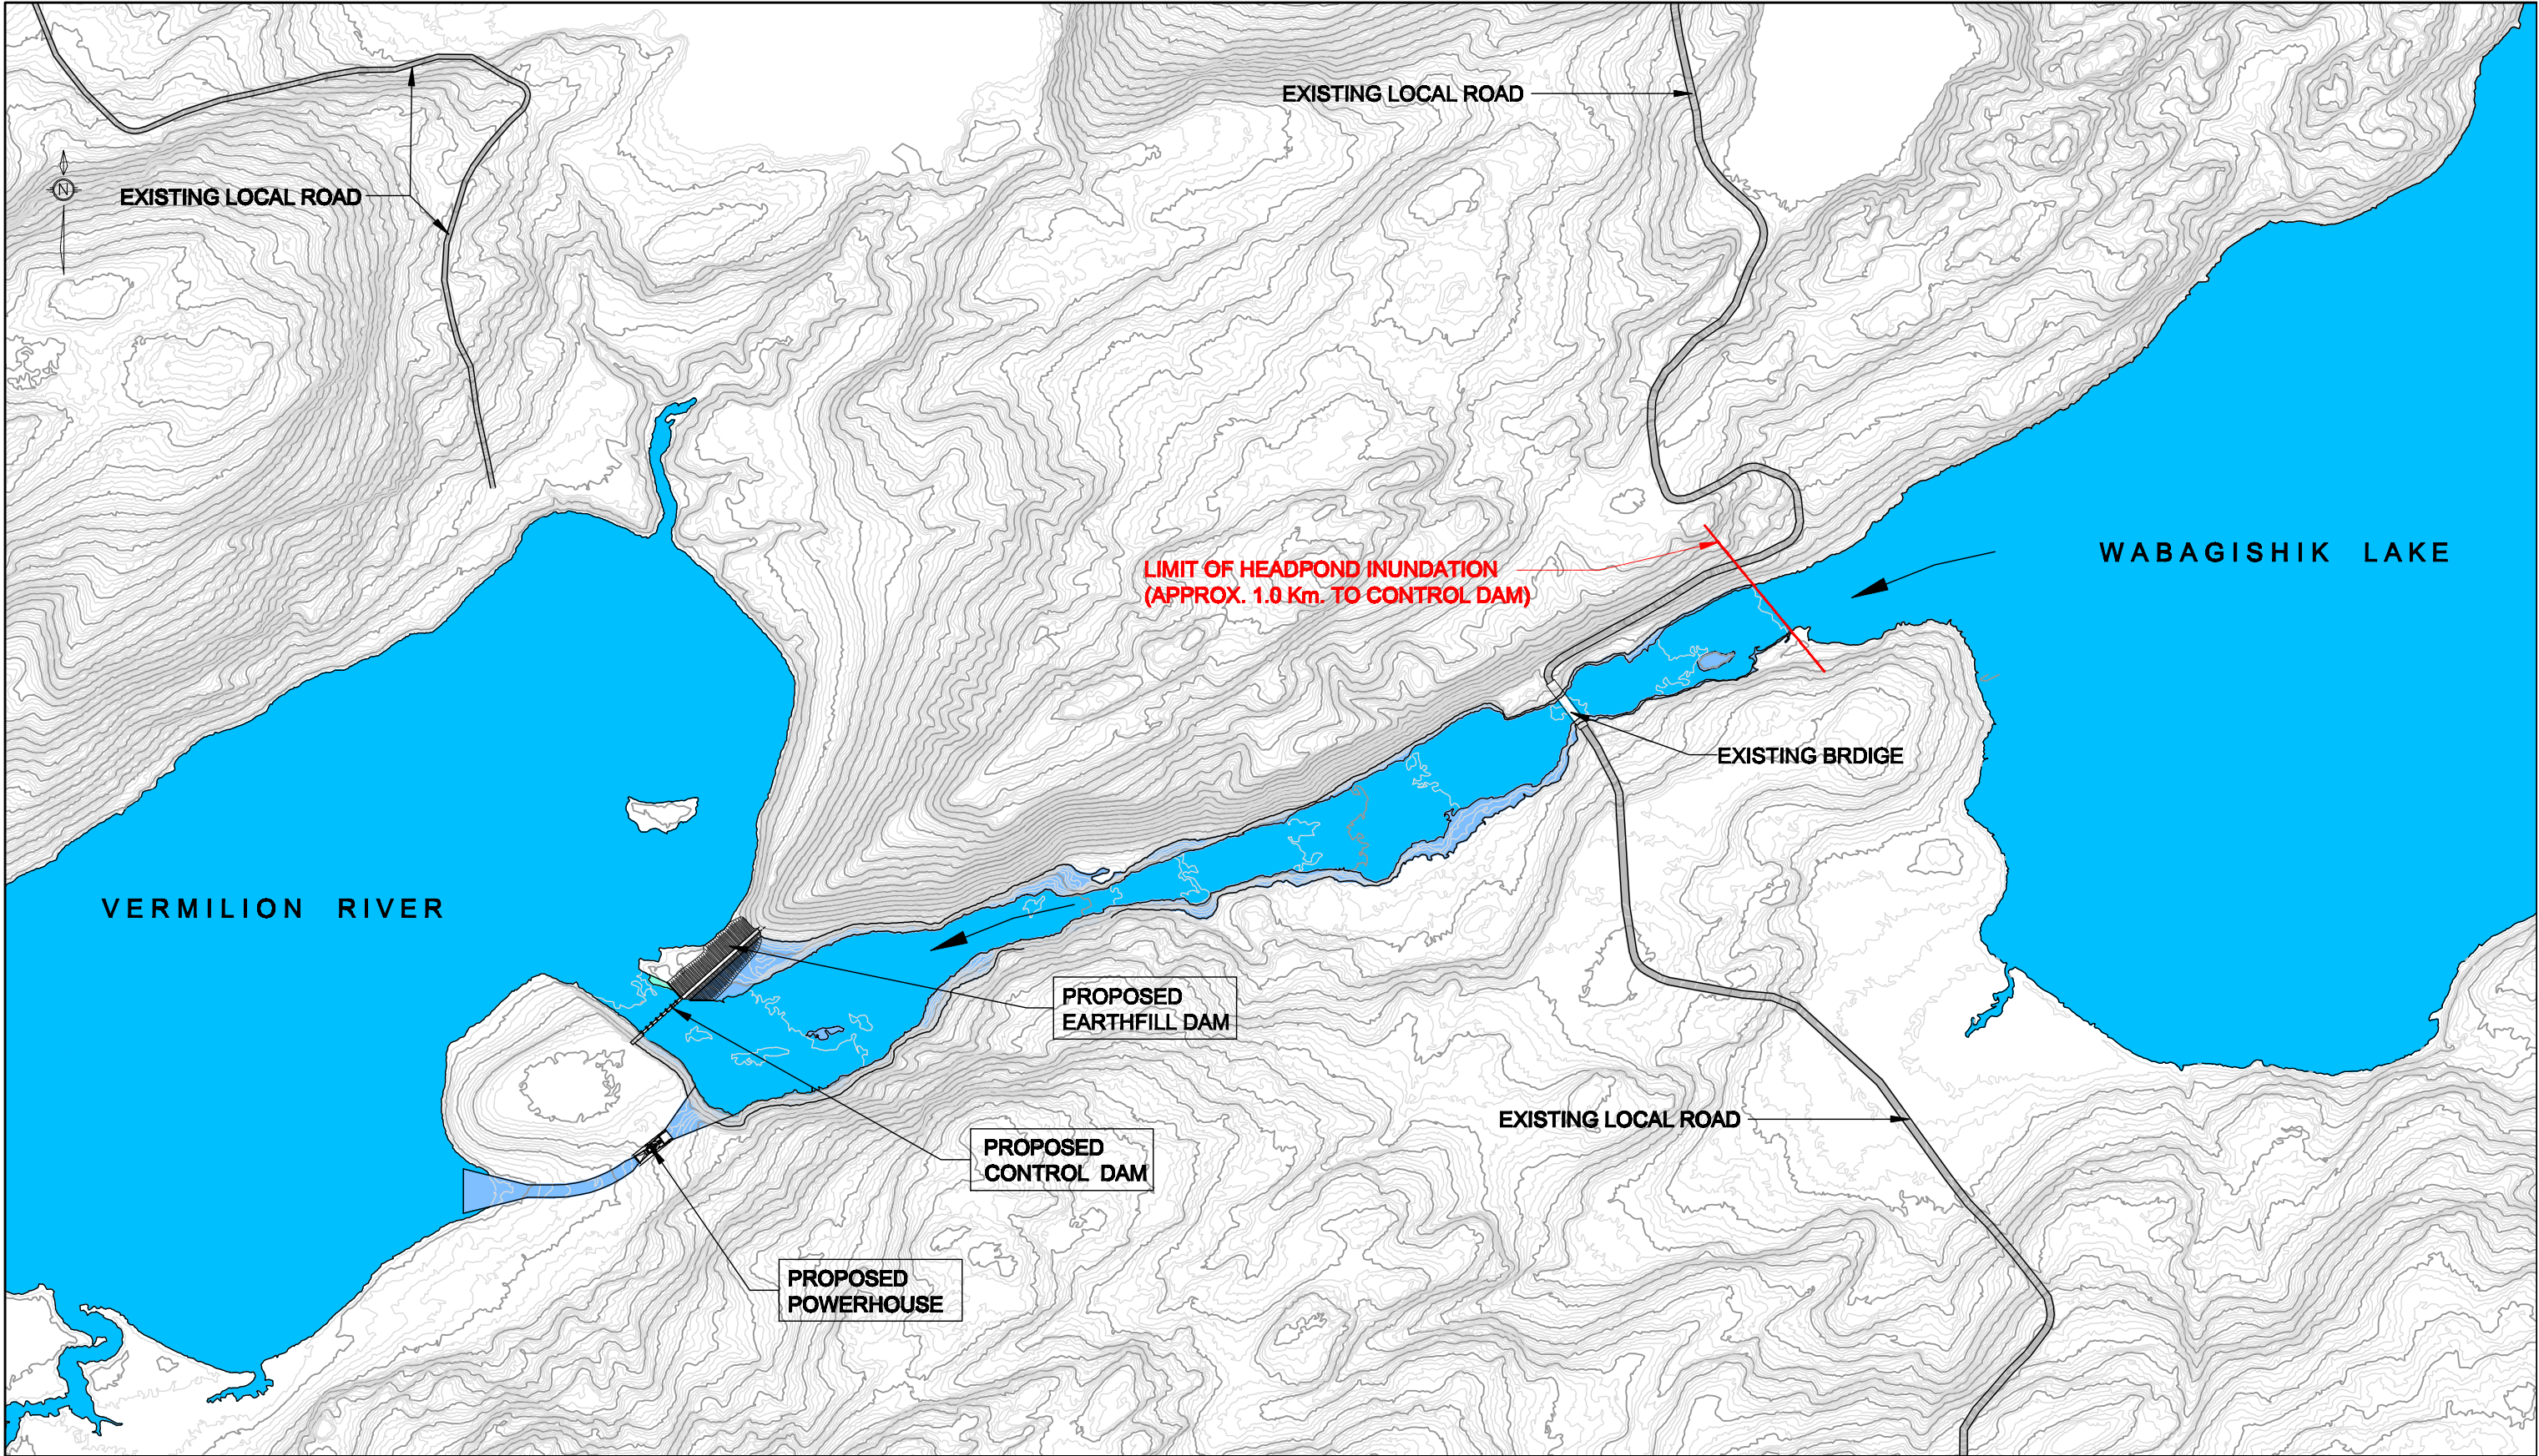 EXISTING LOCAL ROAD
N
EXISTING LOCAL ROAD
WABAGISHIK LAKE
LIMIT OF HEADPOND INUNDATION
(APPROX. 1.0 Km. TO CONTROL DAM)
EXISTING BRDIGE
VERMILION RIVER
PROPOSED
EARTHFILL DAM
EXISTING LOCAL ROAD
PROPOSED
CONTROL DAM
PROPOSED
POWERHOUSE